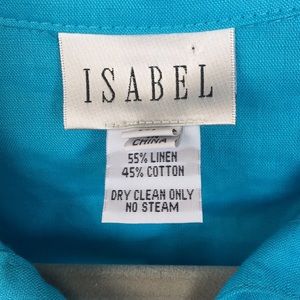 ISABEL
CHINA
55% LINEN
45% COTTON
DRY CLEAN ONLY
NO STEAM